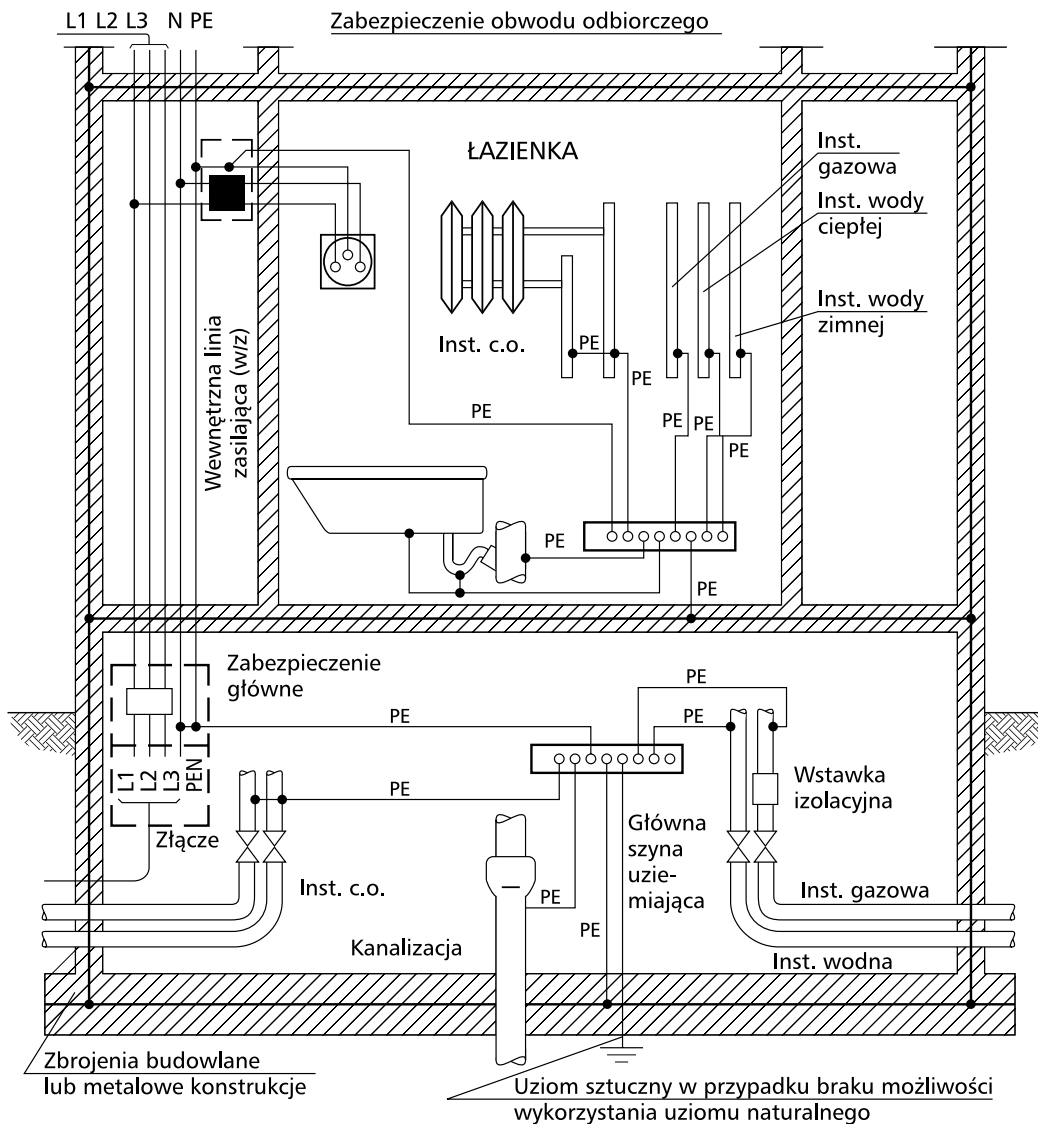 L1 L2 L3 N PE
Zabezpieczenie obwodu odbiorczego
ŁAZIENKA
Inst.
gazowa
Inst. wody
ciepłej
Inst. wody
zimnej
Inst. c.o.
PE
PE
PE
PE
PE
PE
Wewnętrzna linia
zasilająca (w/z)
PE
PE
Zabezpieczenie
główne
PE
PE
PE
L1
L2
L3
PEN
Złącze
PE
Wstawka
izolacyjna
Główna
szyna
uzie-
miająca
Inst. c.o.
PE
Inst. gazowa
PE
Kanalizacja
Inst. wodna
Zbrojenia budowlane
lub metalowe konstrukcje
Uziom sztuczny w przypadku braku możliwości
wykorzystania uziomu naturalnego